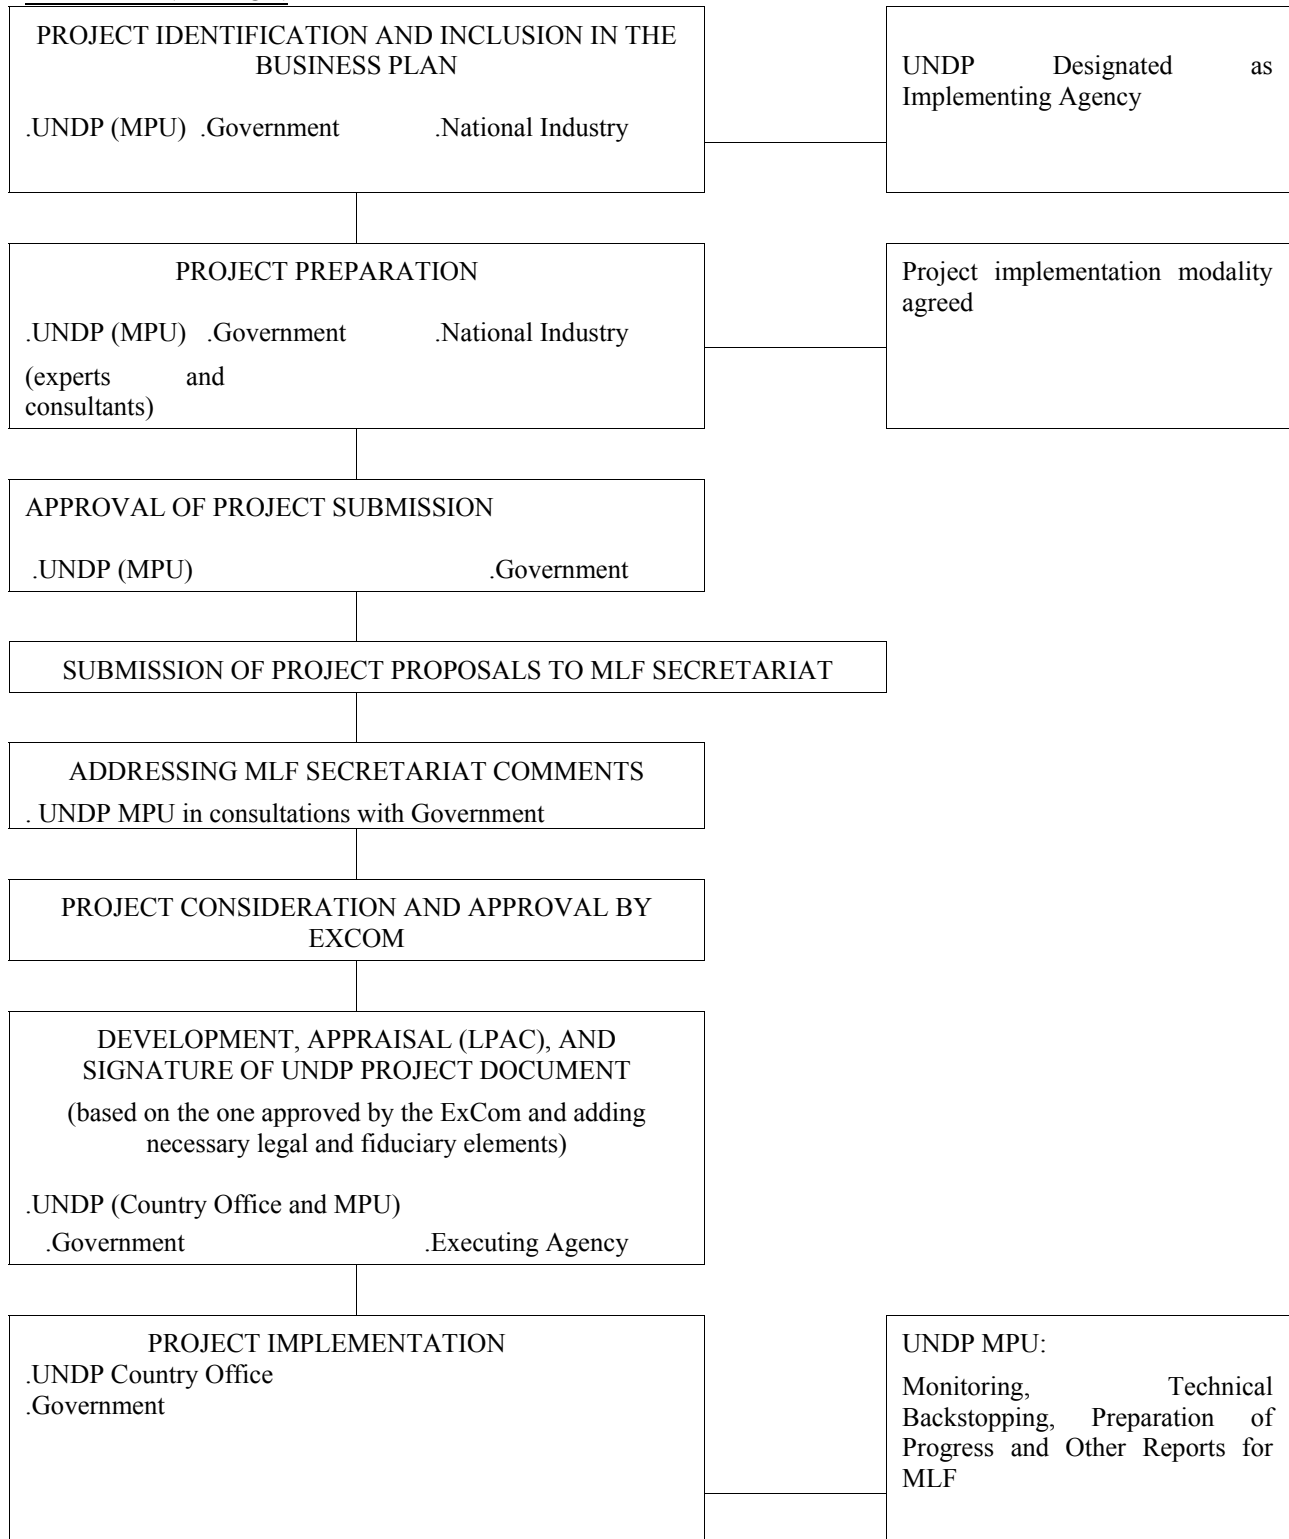 PROJECT IDENTIFICATION AND INCLUSION IN THE
BUSINESS PLAN
.UNDP (MPU) .Government .National Industry
UNDP Designated as
Implementing Agency
PROJECT PREPARATION
.UNDP (MPU) .Government .National Industry
(experts and
consultants)
Project implementation modality
agreed
APPROVAL OF PROJECT SUBMISSION
.UNDP (MPU) .Government
SUBMISSION OF PROJECT PROPOSALS TO MLF SECRETARIAT
ADDRESSING MLF SECRETARIAT COMMENTS
. UNDP MPU in consultations with Government
PROJECT CONSIDERATION AND APPROVAL BY
EXCOM
DEVELOPMENT, APPRAISAL (LPAC), AND
SIGNATURE OF UNDP PROJECT DOCUMENT
(based on the one approved by the ExCom and adding
necessary legal and fiduciary elements)
.UNDP (Country Office and MPU)
.Government .Executing Agency
PROJECT IMPLEMENTATION
.UNDP Country Office
.Government
UNDP MPU:
Monitoring, Technical
Backstopping, Preparation of
Progress and Other Reports for
MLF